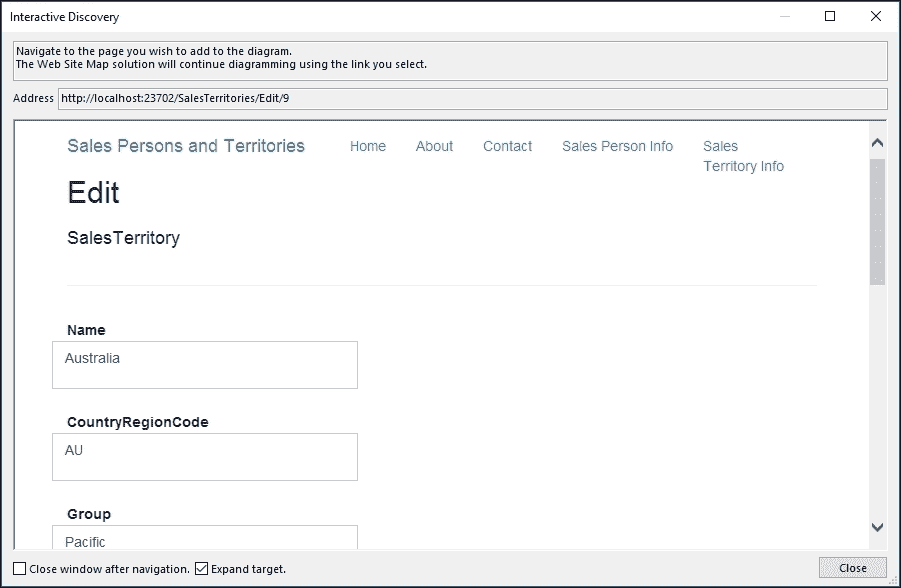 Interactive Discovery
Navigate to the page you wish to add to the diagram.
The Web Site Map solution will continue diagramming using the link you select.
Address http://localhost:23702/SalesTerritories/Edit/9
Sales Persons and Territories Home About Contact Sales Person Info Sales
Territory Info
Edit
SalesTerritory
Name
Australia
CountryRegionCode
AU
Group
Pacific
Close window after navigation. Expand target. Close